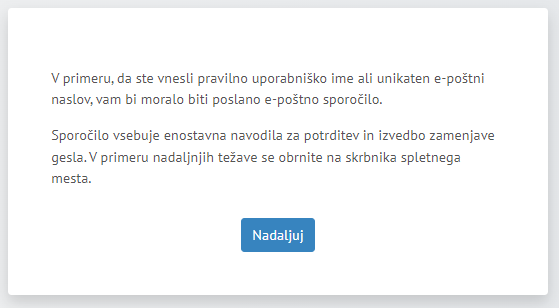 V primeru, da ste vnesli pravilno uporabniško ime ali unikaten e-poštni
naslov, vam bi moralo biti poslano e-poštno sporočilo.
Sporočilo vsebuje enostavna navodila za potrditev in izvedbo zamenjave
gesla. V primeru nadaljnjih težave se obrnite na skrbnika spletnega
mesta.
Nadaljuj